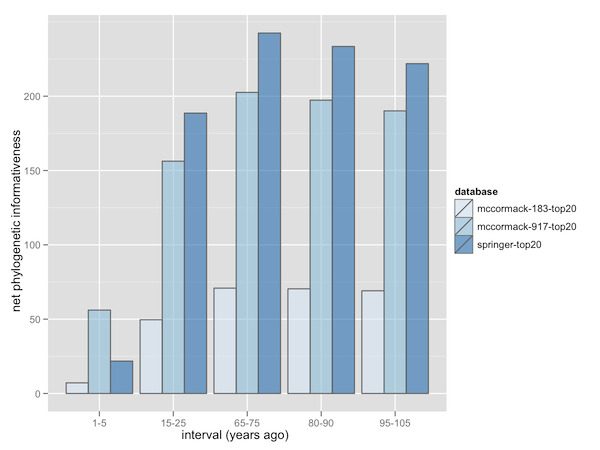 net phylogenetic informativeness
200
150
100
50
0
1-5
15-25
65-75
80-90
95-105
interval (years ago)
database
mccormack-183-top20
mccormack-917-top20
springer-top20